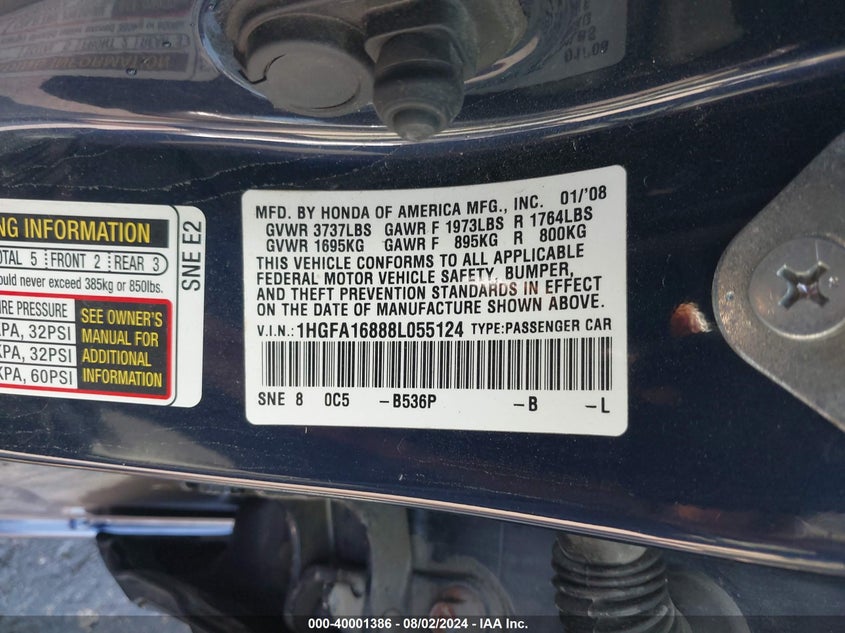 NG INFORMATION
OTAL 5 FRONT 2 REAR 3
ould never exceed 385kg or 850lbs.
RE PRESSURE
KPA, 32PSI
KPA, 32PSI
KPA, 60PSI
SEE OWNER'S
MANUAL FOR
ADDITIONAL
INFORMATION
SNE E2
MFD. BY HONDA OF AMERICA MFG., INC. 01/'08
GVWR 3737LBS GAWR F 1973LBS R 1764LBS
GVWR 1695KG GAWR F 895KG R 800KG
THIS VEHICLE CONFORMS TO ALL APPLICABLE
FEDERAL MOTOR VEHICLE SAFETY, BUMPER,
AND THEFT PREVENTION STANDARDS IN EFFECT
ON THE DATE OF MANUFACTURE SHOWN ABOVE.
V.I.N.: 1HGFA16888L055124 TYPE:PASSENGER CAR
SNE 8 0C5 -B536P -B -L
000-40001386 - 08/02/2024 - IAA, Inc.